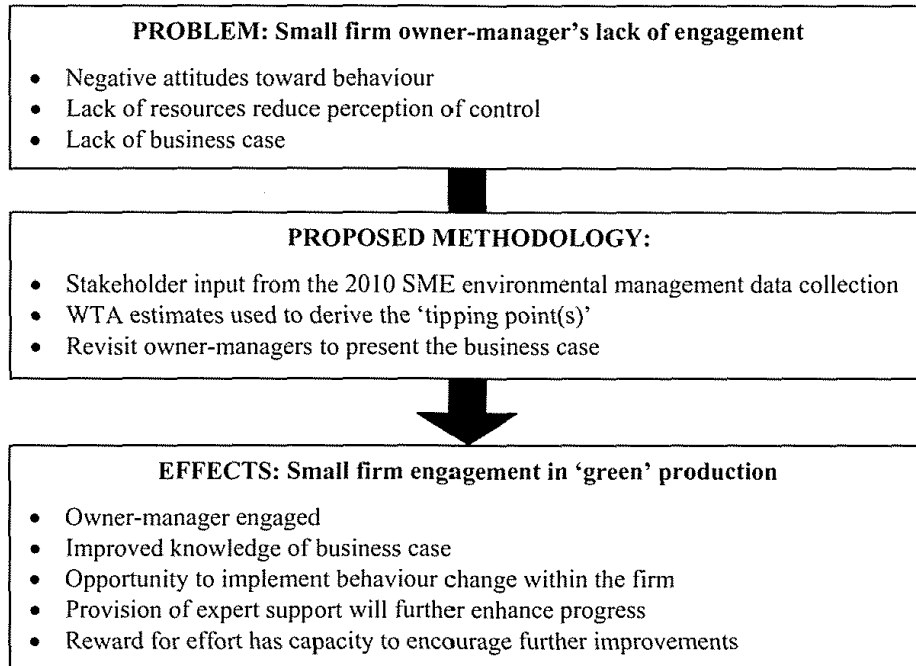 PROBLEM: Small firm owner-manager's lack of engagement
• Negative attitudes toward behaviour
• Lack of resources reduce perception of control
• Lack of business case
PROPOSED METHODOLOGY:
• Stakeholder input from the 2010 SME environmental management data collection
• WTA estimates used to derive the 'tipping point(s)'
• Revisit owner-managers to present the business case
EFFECTS: Small firm engagement in 'green' production
• Owner-manager engaged
• Improved knowledge of business case
• Opportunity to implement behaviour change within the firm
• Provision of expert support will further enhance progress
• Reward for effort has capacity to encourage further improvements